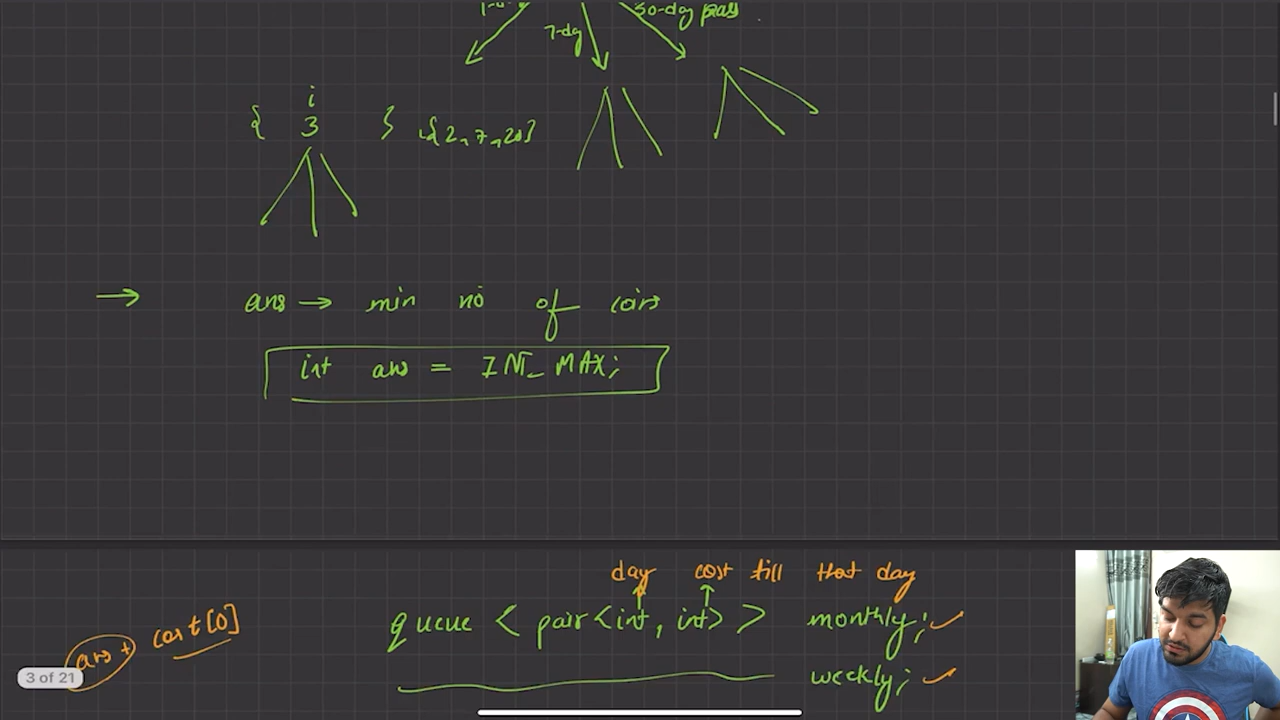 30-day pass
7-day
i
{ 3 } {2, 7, 20}
ans → min no of
int ans = INT_MAX;
day cost till that day
queue < pair<int, int> > monthly;
ans + cost[0]
weekly;
3 of 21